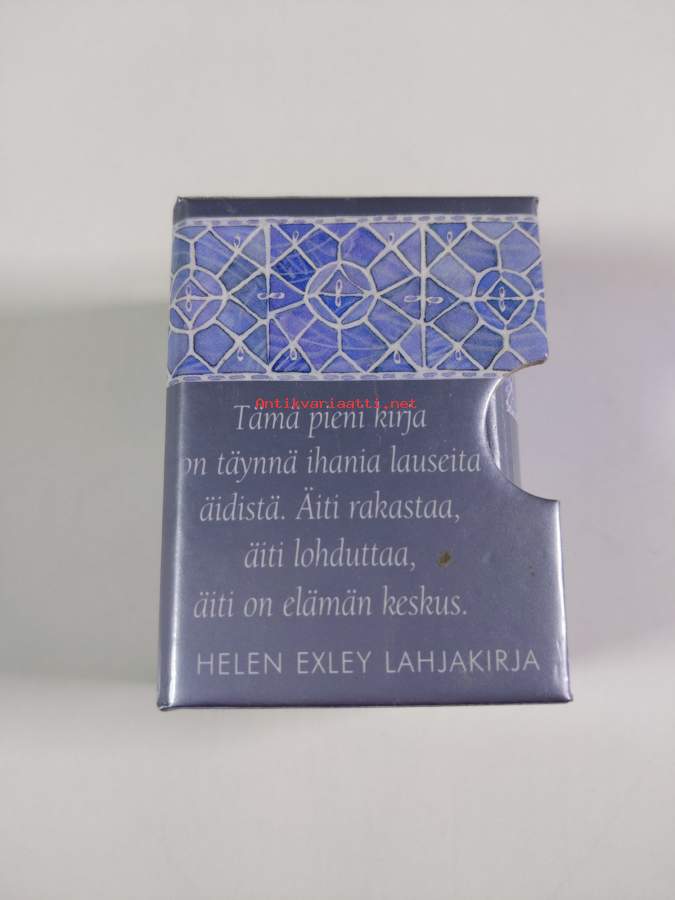 Antikvariaatti.net
Tämä pieni kirja
on täynnä ihania lauseita
äidistä. Äiti rakastaa,
äiti lohduttaa,
äiti on elämän keskus.
HELEN EXLEY LAHJAKIRJA